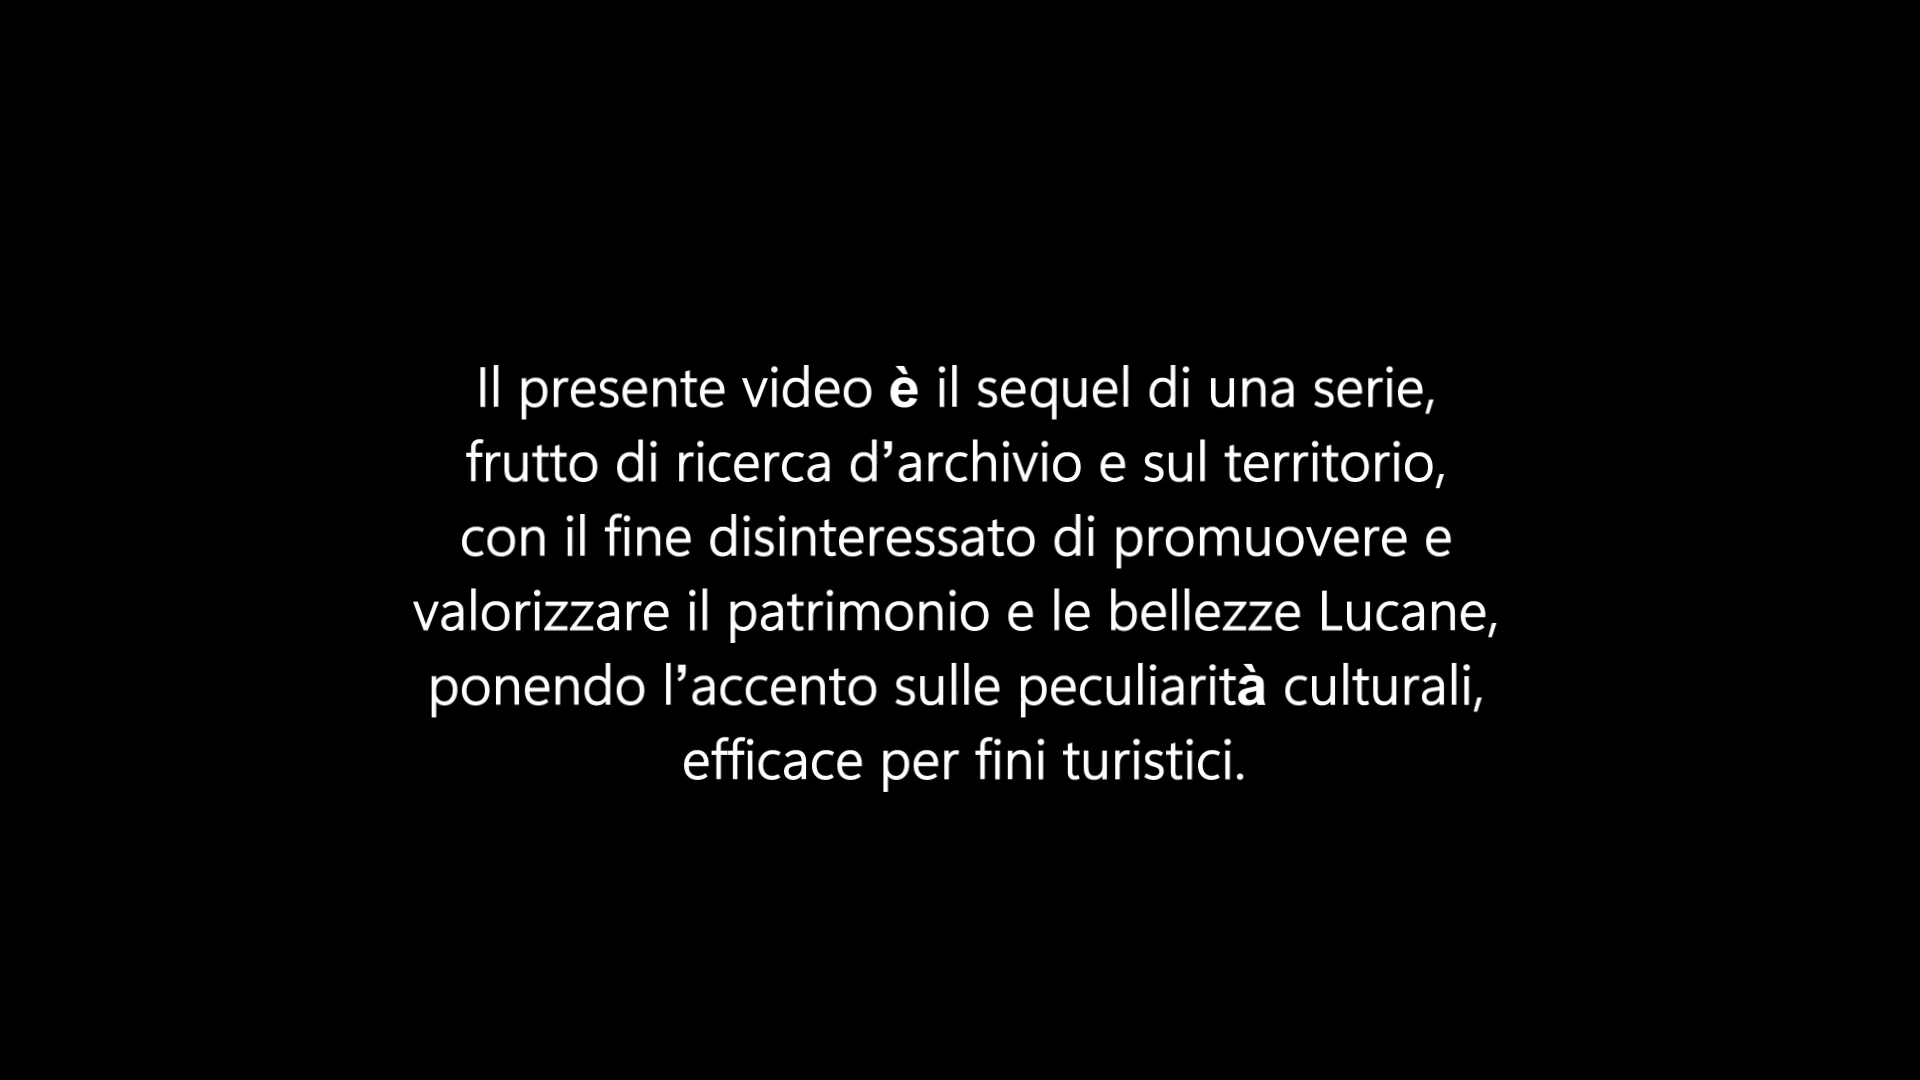 Il presente video è il sequel di una serie,
frutto di ricerca d’archivio e sul territorio,
con il fine disinteressato di promuovere e
valorizzare il patrimonio e le bellezze Lucane,
ponendo l’accento sulle peculiarità culturali,
efficace per fini turistici.